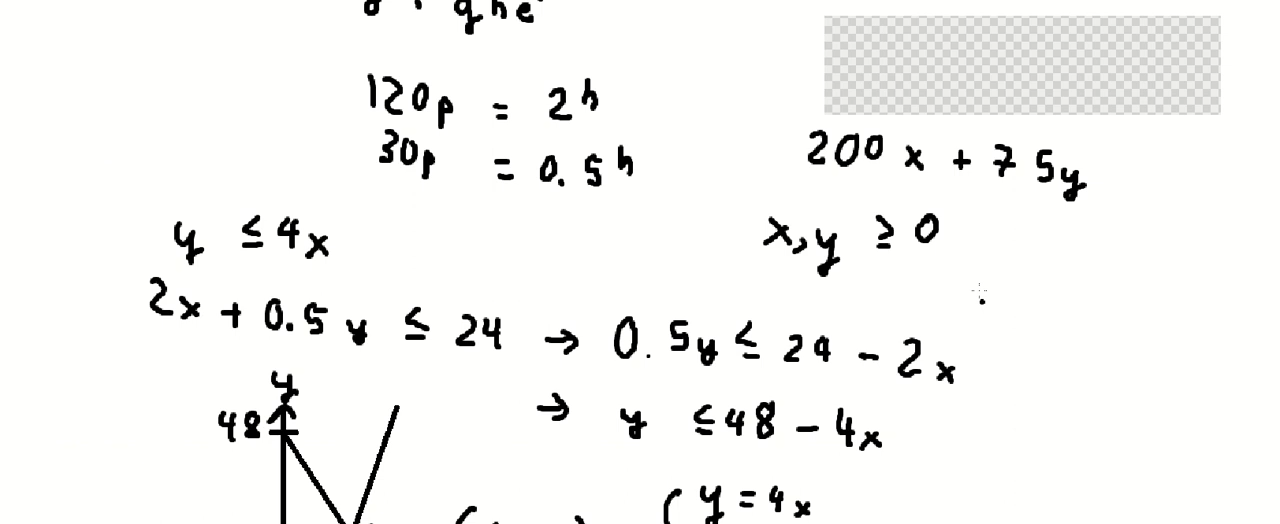 120p = 2h
30p = 0.5h
200x + 75y
y ≤ 4x
x, y ≥ 0
2x + 0.5y ≤ 24 → 0.5y ≤ 24 - 2x
→ y ≤ 48 - 4x
y
48
y = 4x